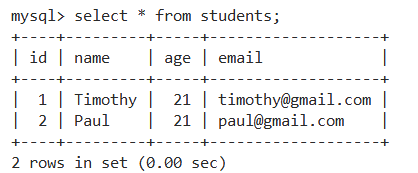 mysql> select * from students;
+----+---------+-----+-------------------+
| id | name    | age | email             |
+----+---------+-----+-------------------+
|  1 | Timothy |  21 | timothy@gmail.com |
|  2 | Paul    |  21 | paul@gmail.com    |
+----+---------+-----+-------------------+
2 rows in set (0.00 sec)